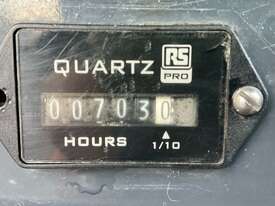 QUARTZ
RS
PRO
007030
HOURS
1/10